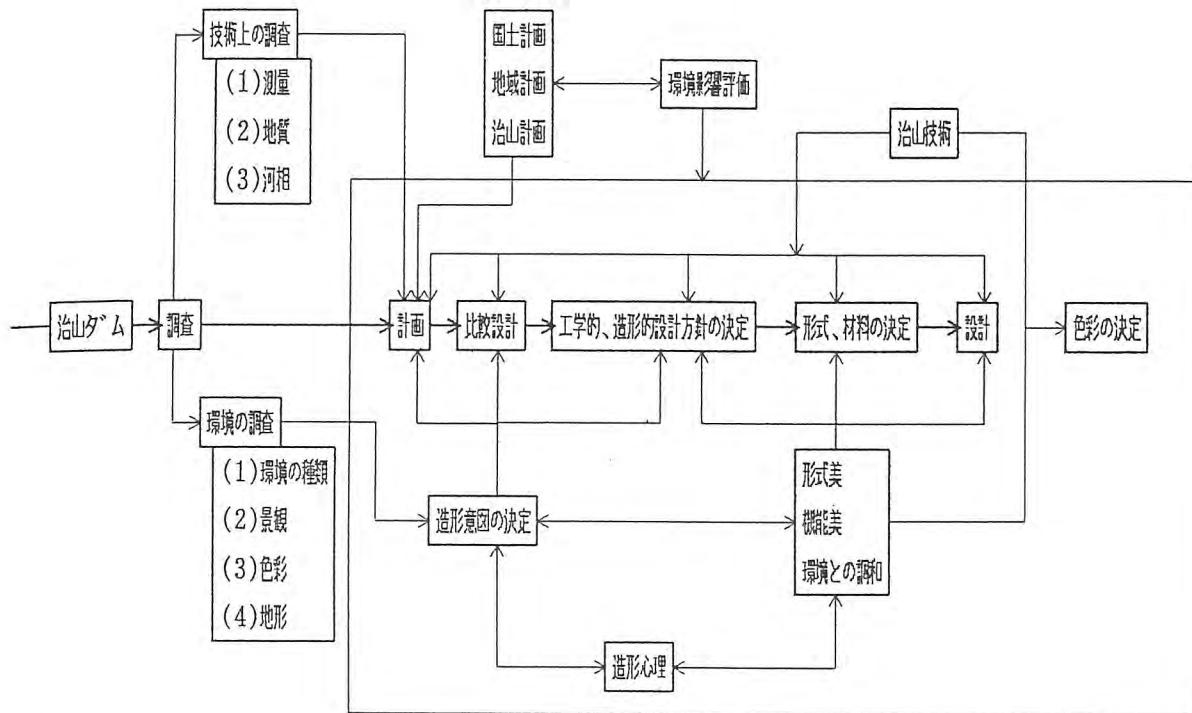 技術上の調査
(1)測量
(2)地質
(3)河相
国土計画
地域計画
治山計画
環境影響評価
治山技術
治山ダム
調査
計画
比較設計
工学的、造形的設計方針の決定
形式、材料の決定
設計
色彩の決定
環境の調査
(1)環境の種類
(2)景観
(3)色彩
(4)地形
造形意図の決定
形式美
機能美
環境との調和
造形心理